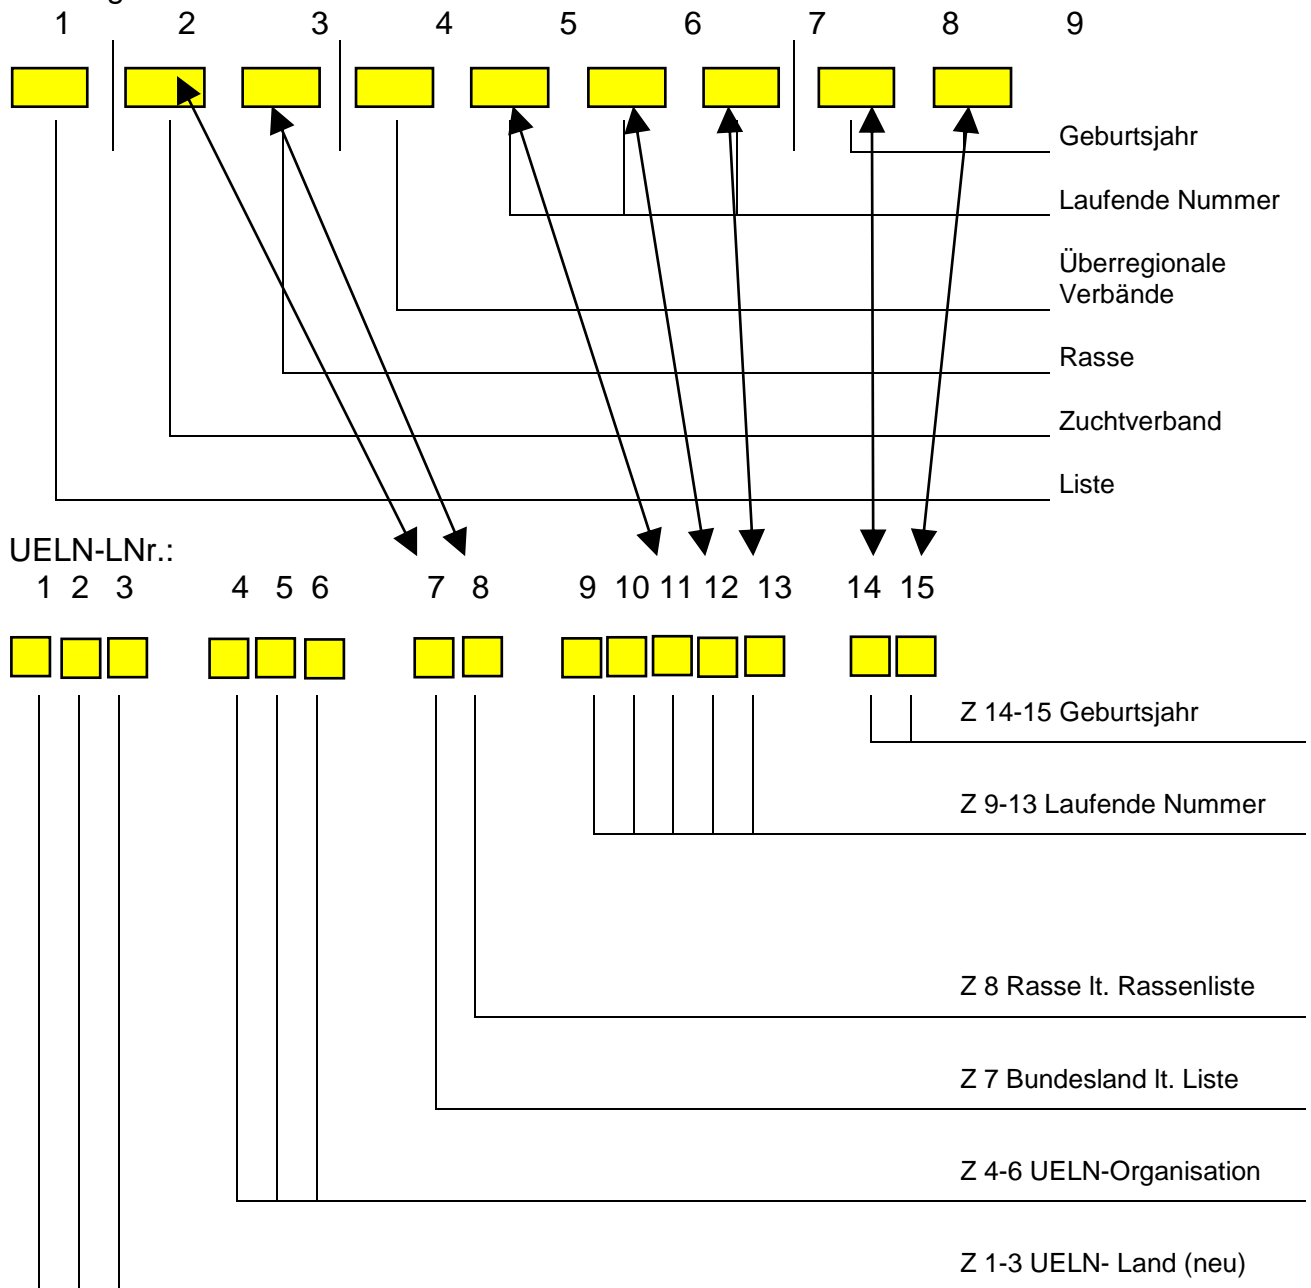 1 2 3 4 5 6 7 8 9
Geburtsjahr
Laufende Nummer
Überregionale
Verbände
Rasse
Zuchtverband
Liste
UELN-LNr.:
1 2 3 4 5 6 7 8 9 10 11 12 13 14 15
Z 14-15 Geburtsjahr
Z 9-13 Laufende Nummer
Z 8 Rasse lt. Rassenliste
Z 7 Bundesland lt. Liste
Z 4-6 UELN-Organisation
Z 1-3 UELN- Land (neu)